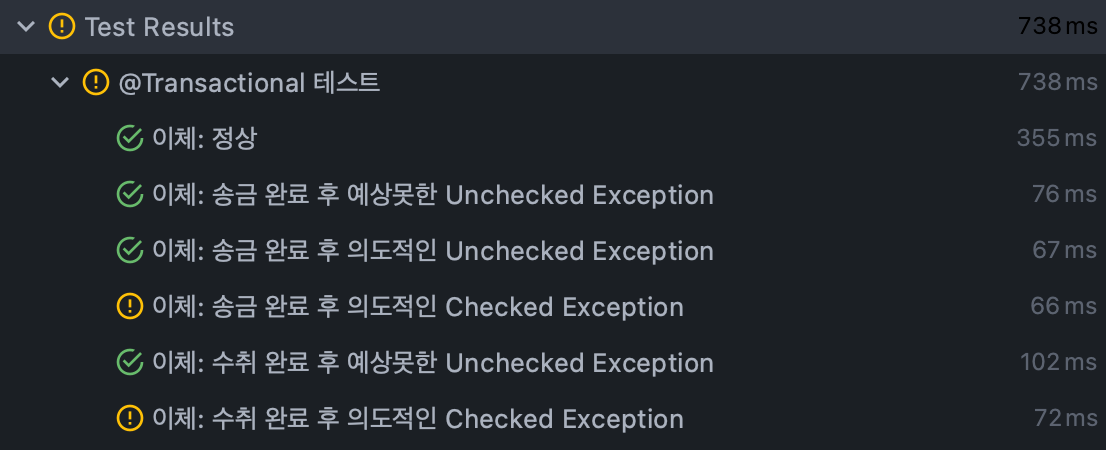 Test Results 738 ms
@Transactional 테스트 738 ms
이체: 정상 355 ms
이체: 송금 완료 후 예상못한 Unchecked Exception 76 ms
이체: 송금 완료 후 의도적인 Unchecked Exception 67 ms
이체: 송금 완료 후 의도적인 Checked Exception 66 ms
이체: 수취 완료 후 예상못한 Unchecked Exception 102 ms
이체: 수취 완료 후 의도적인 Checked Exception 72 ms